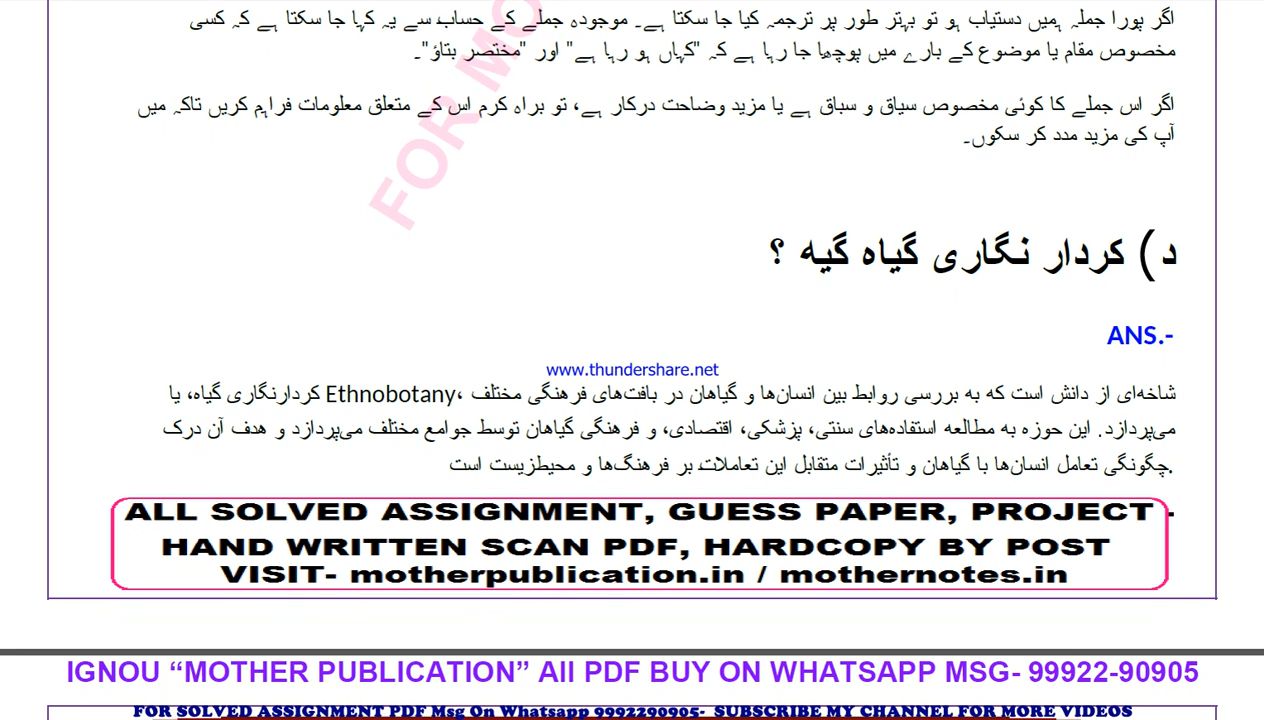 اگر پورا جملہ ہمیں دستیاب ہو تو بہتر طور پر ترجمہ کیا جا سکتا ہے۔ موجودہ جملے کے حساب سے یہ کہا جا سکتا ہے کہ کسی
مخصوص مقام یا موضوع کے بارے میں پوچھا جا رہا ہے کہ "کہاں ہو رہا ہے" اور "مختصر بتاؤ"۔
اگر اس جملے کا کوئی مخصوص سیاق و سباق ہے یا مزید وضاحت درکار ہے، تو براہِ کرم اس کے متعلق معلومات فراہم کریں تاکہ میں
آپ کی مزید مدد کر سکوں۔
FOR MO
د) کردار نگاری گیاہ گیہ ؟
ANS.-
www.thundershare.net
شاخه‌ای از دانش است که به بررسی روابط بین انسان‌ها و گیاهان در بافت‌های فرهنگی مختلف ،Ethnobotany کردارنگاری گیاه، یا
می‌پردازد. این حوزه به مطالعه استفاده‌های سنتی، پزشکی، اقتصادی، و فرهنگی گیاهان توسط جوامع مختلف می‌پردازد و هدف آن درک
.چگونگی تعامل انسان‌ها با گیاهان و تأثیرات متقابل این تعاملات بر فرهنگ‌ها و محیط‌زیست است
ALL SOLVED ASSIGNMENT, GUESS PAPER, PROJECT -
HAND WRITTEN SCAN PDF, HARDCOPY BY POST
VISIT- motherpublication.in / mothernotes.in
IGNOU “MOTHER PUBLICATION” All PDF BUY ON WHATSAPP MSG- 99922-90905
FOR SOLVED ASSIGNMENT PDF Msg On Whatsapp 9992290905- SUBSCRIBE MY CHANNEL FOR MORE VIDEOS